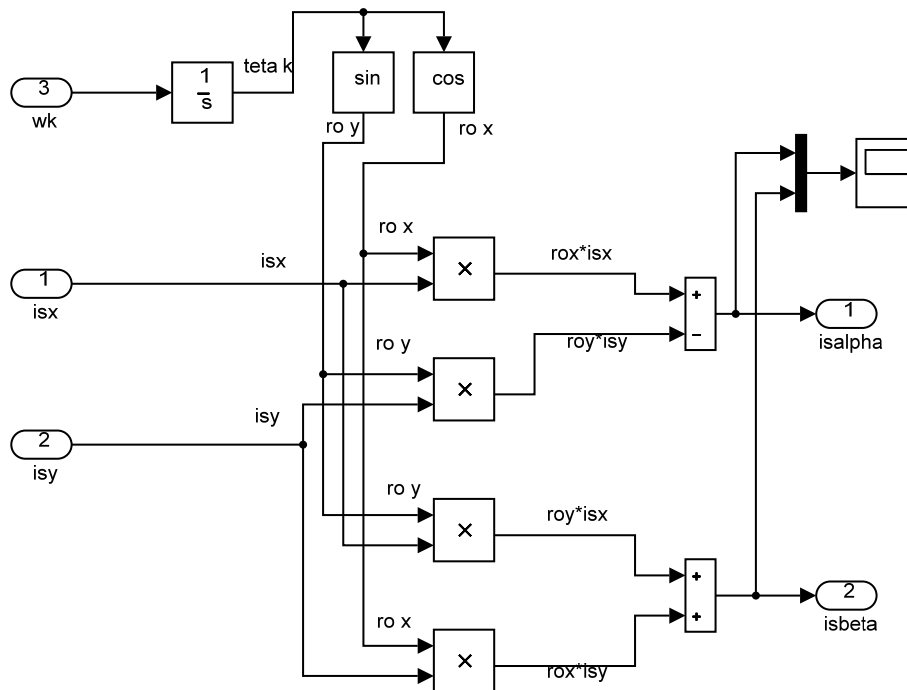 teta k
3
1
s
sin
cos
wk
ro y
ro x
ro x
×
rox*isx
isx
1
+
−
1
isx
ro y
roy*isy
isalpha
×
isy
2
isy
ro y
×
roy*isx
+
+
2
isbeta
ro x
×
rox*isy